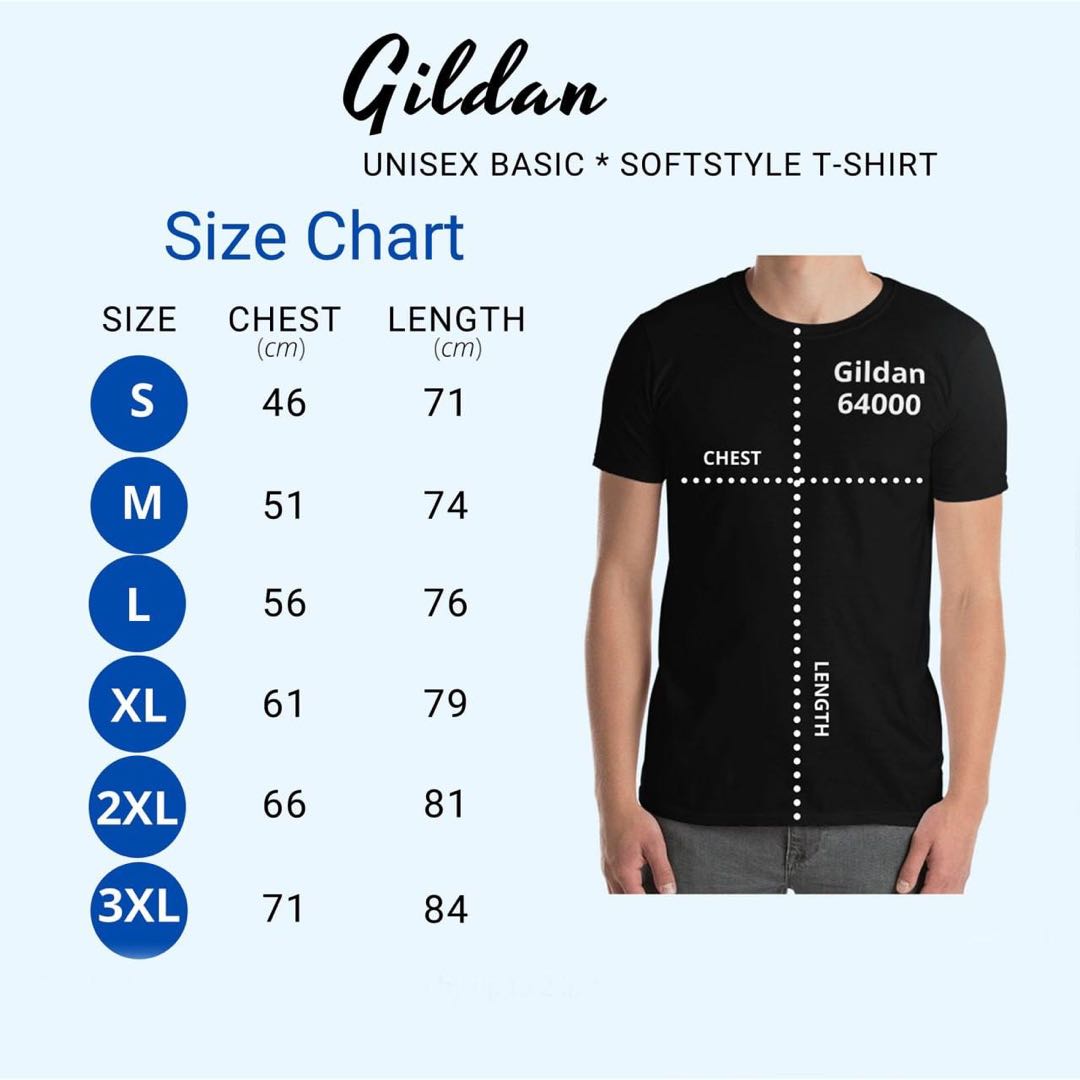 Gildan
UNISEX BASIC * SOFTSTYLE T-SHIRT
Size Chart
SIZE CHEST LENGTH
(cm) (cm)
S 46 71
M 51 74
L 56 76
XL 61 79
2XL 66 81
3XL 71 84
Gildan
64000
CHEST
LENGTH